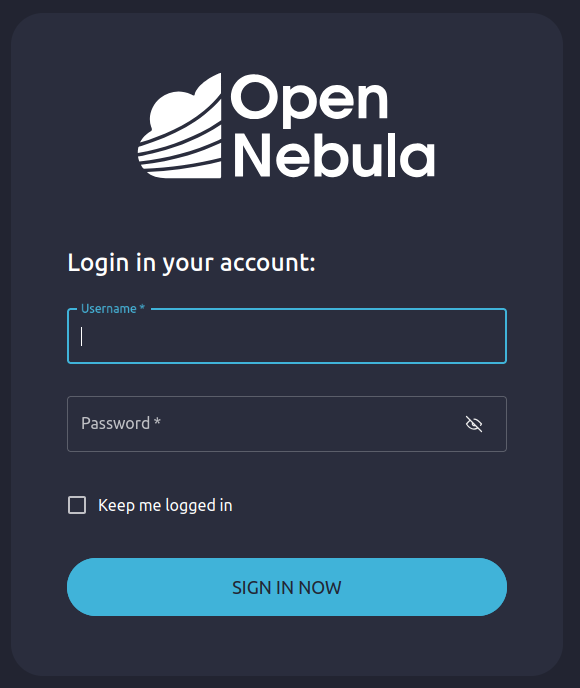 Open
Nebula
Login in your account:
Username *
Password *
Keep me logged in
SIGN IN NOW